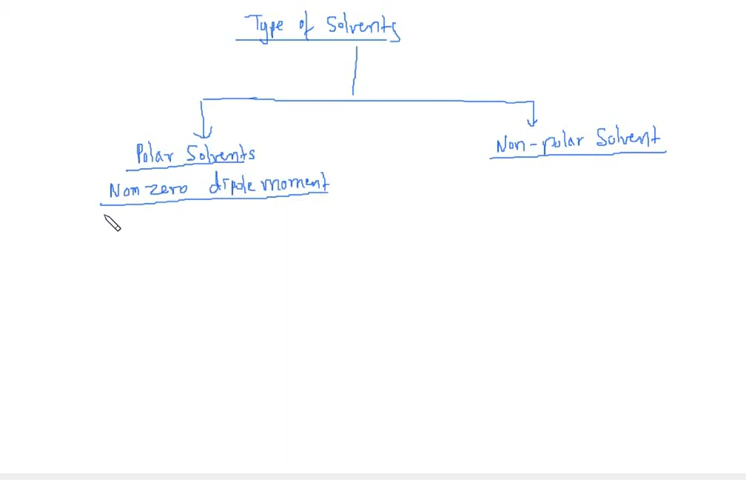 Type of Solvents
Polar Solvents
Non-polar Solvent
Non zero dipole moment